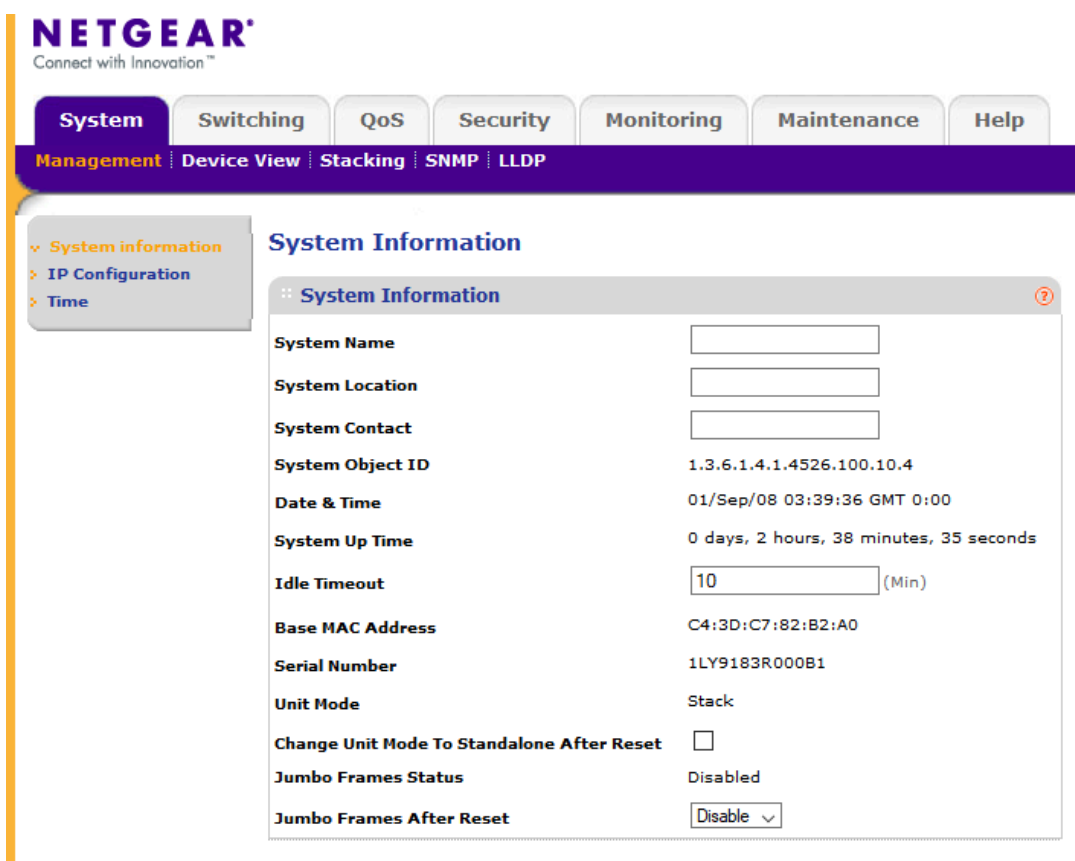 NETGEAR®
Connect with Innovation™
System Switching QoS Security Monitoring Maintenance Help
Management Device View Stacking SNMP LLDP
System information
IP Configuration
Time
System Information
System Information ?
System Name
System Location
System Contact
System Object ID 1.3.6.1.4.1.4526.100.10.4
Date & Time 01/Sep/08 03:39:36 GMT 0:00
System Up Time 0 days, 2 hours, 38 minutes, 35 seconds
Idle Timeout 10 (Min)
Base MAC Address C4:3D:C7:82:B2:A0
Serial Number 1LY9183R000B1
Unit Mode Stack
Change Unit Mode To Standalone After Reset
Jumbo Frames Status Disabled
Jumbo Frames After Reset Disable